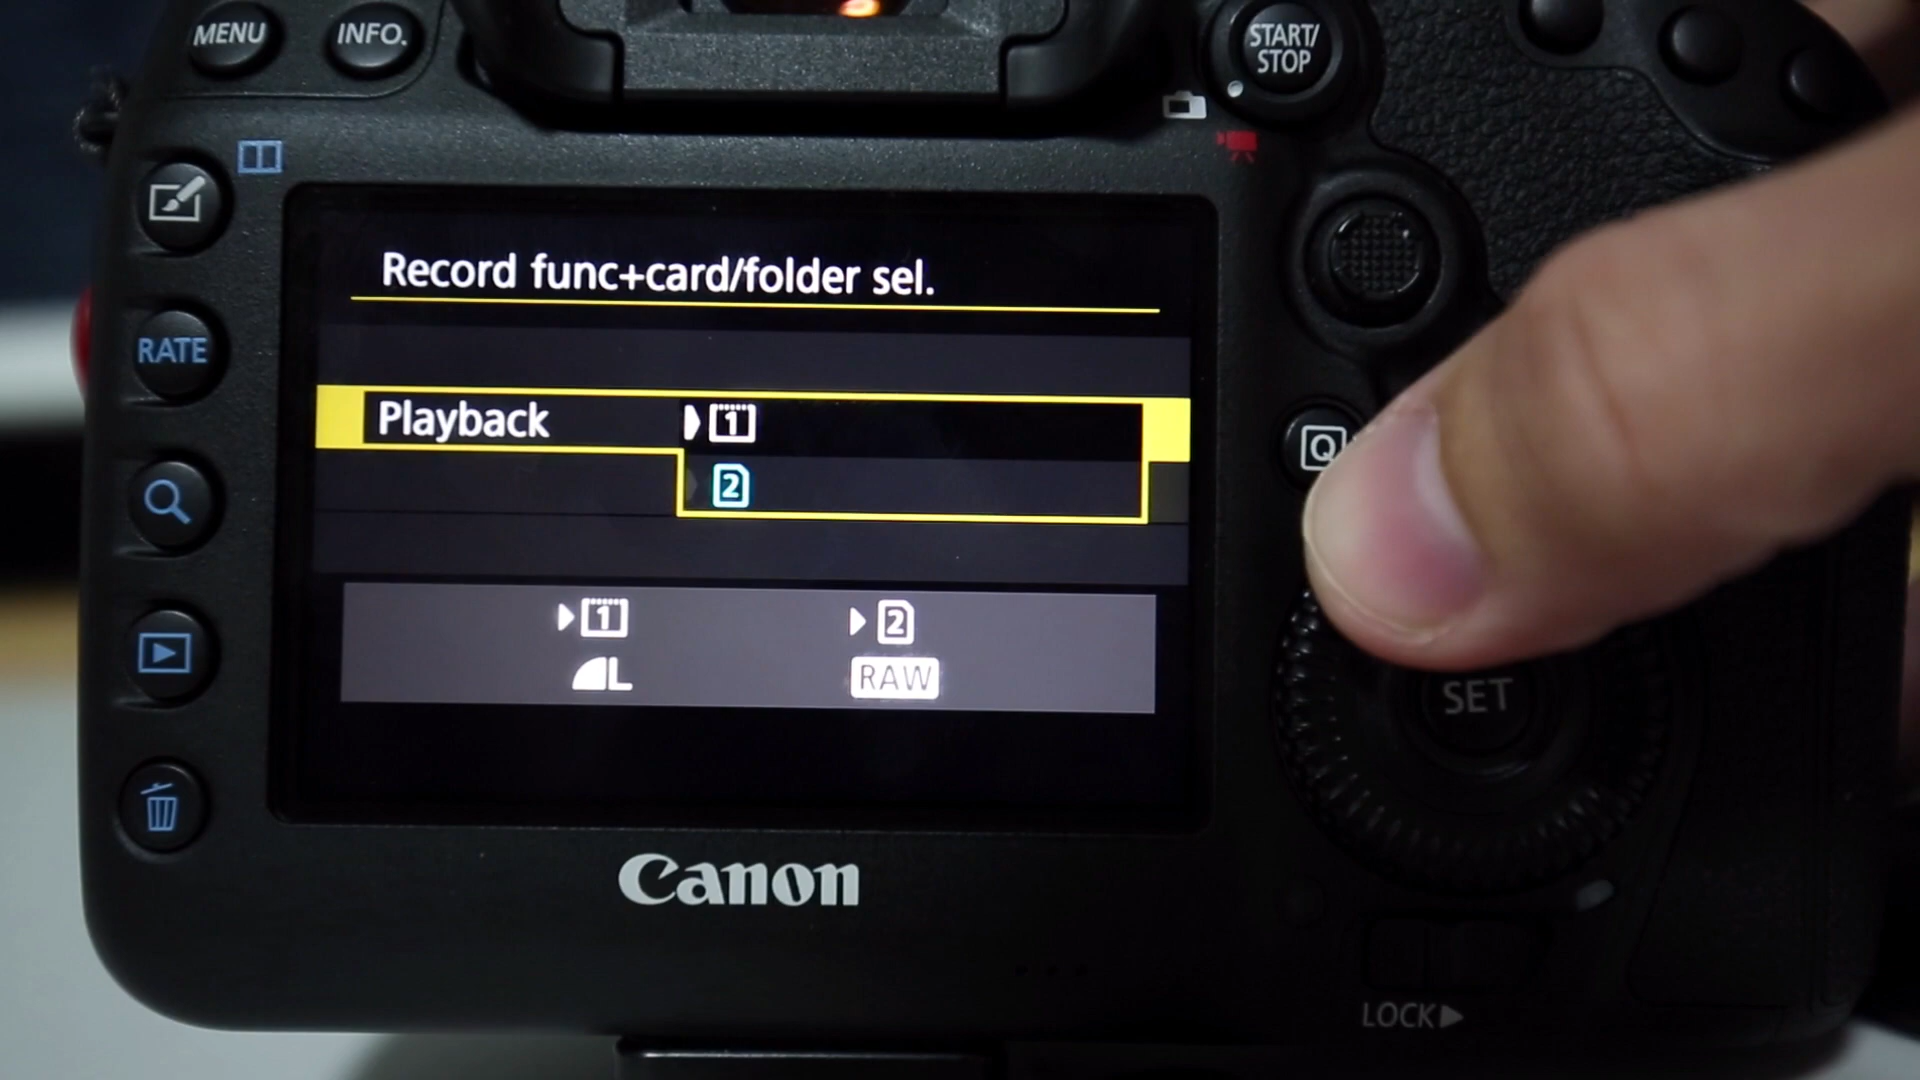 MENU
INFO.
START/
STOP
Record func+card/folder sel.
RATE
Playback
1
Q
2
1
2
L
RAW
SET
Canon
LOCK